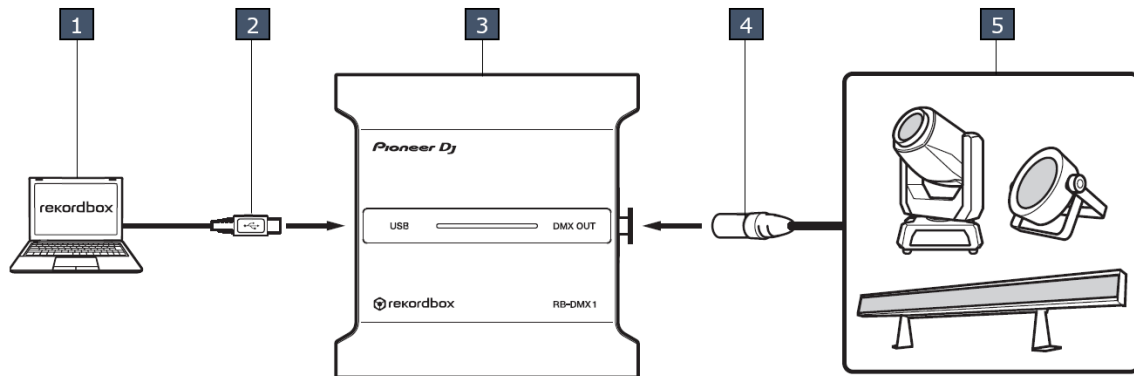 1
2
3
4
5
Pioneer Dj
rekordbox
USB
DMX OUT
rekordbox
RB-DMX1